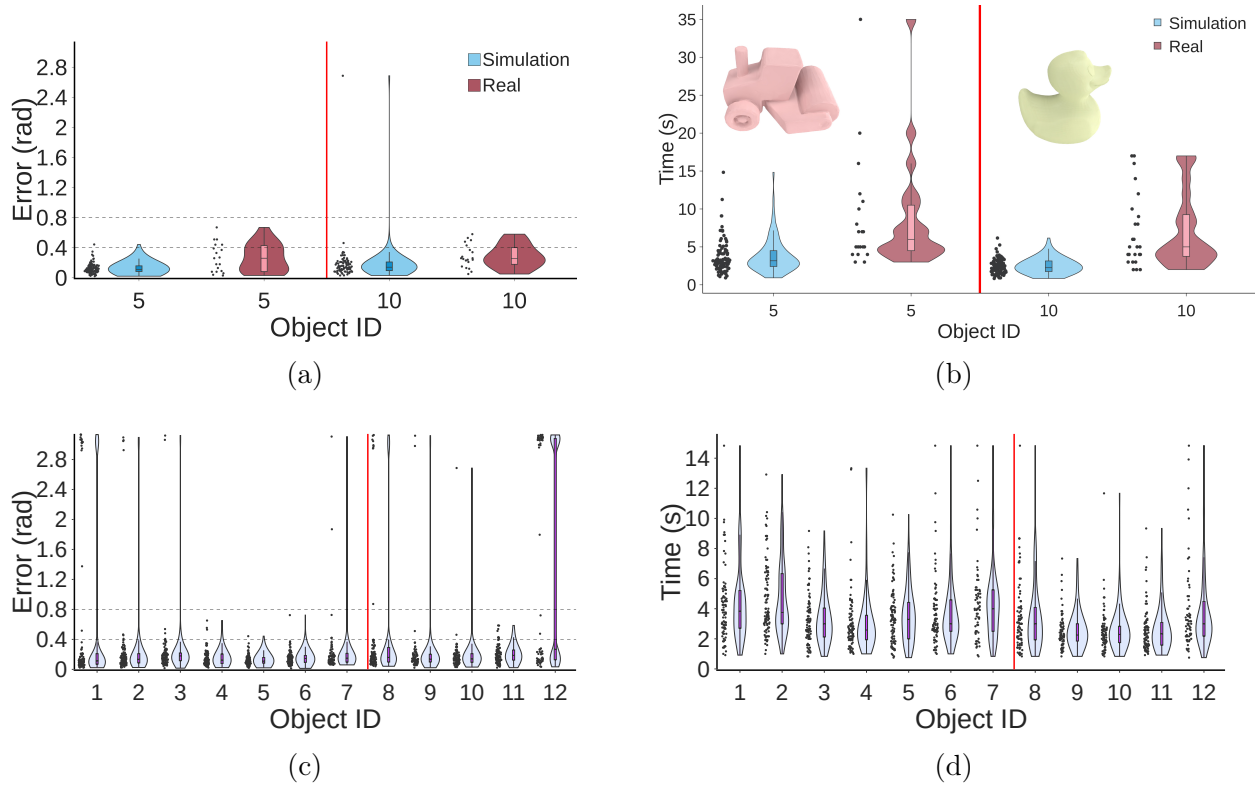 Error (rad)
2.8
2.4
2
1.6
1.2
0.8
0.4
0
Simulation
Real
5 5 10 10
Object ID
(a)
Time (s)
35
30
25
20
15
10
5
0
Simulation
Real
5 5 10 10
Object ID
(b)
Error (rad)
2.8
2.4
2
1.6
1.2
0.8
0.4
0
1 2 3 4 5 6 7 8 9 10 11 12
Object ID
(c)
Time (s)
14
12
10
8
6
4
2
0
1 2 3 4 5 6 7 8 9 10 11 12
Object ID
(d)